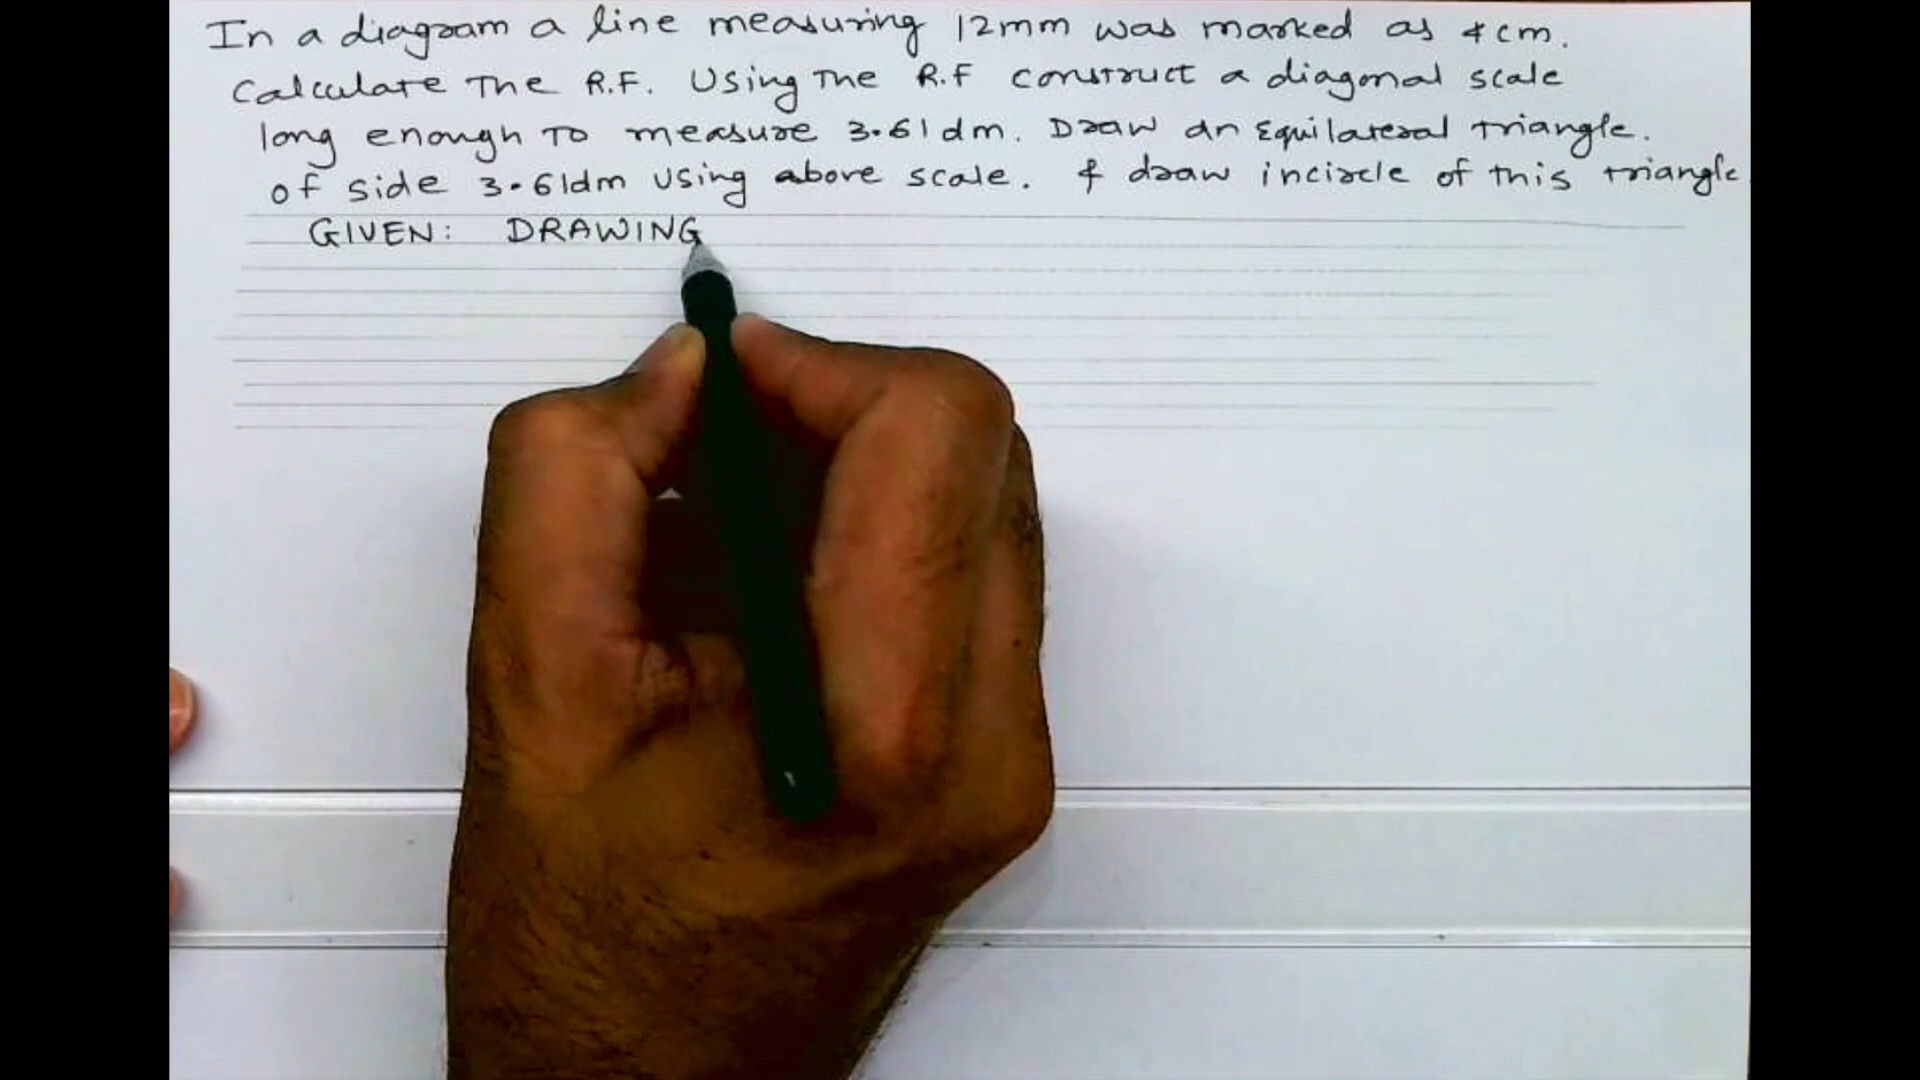 In a diagram a line measuring 12mm was marked as 4cm.
Calculate The R.F. Using The R.F construct a diagonal scale
long enough To measure 3.61dm. Draw an Equilateral triangle.
of side 3.61dm using above scale. & draw incircle of this triangle
GIVEN: DRAWING